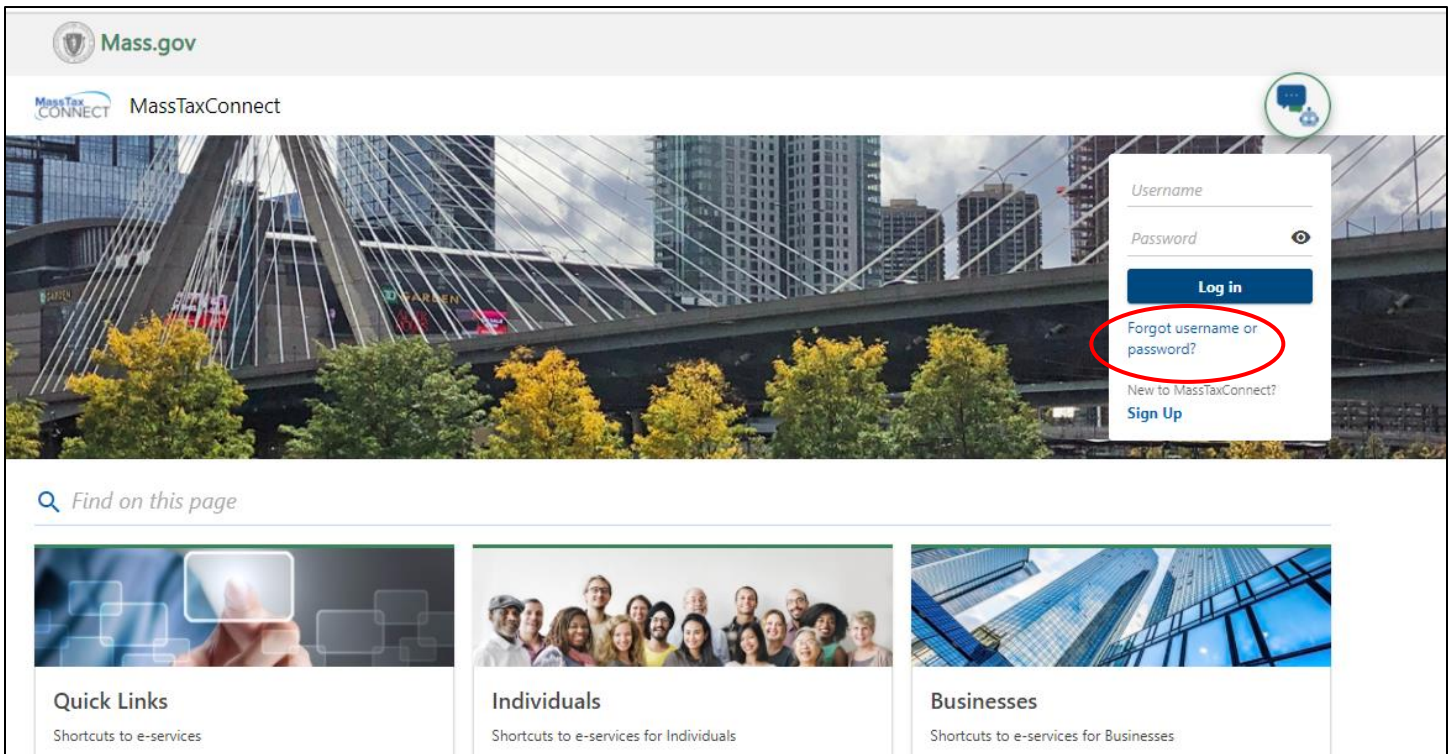 Mass.gov
MassTax CONNECT MassTaxConnect
Username
Password
Log in
Forgot username or
password?
New to MassTaxConnect?
Sign Up
GARDEN
Find on this page
Quick Links
Individuals
Businesses
Shortcuts to e-services
Shortcuts to e-services for Individuals
Shortcuts to e-services for Businesses